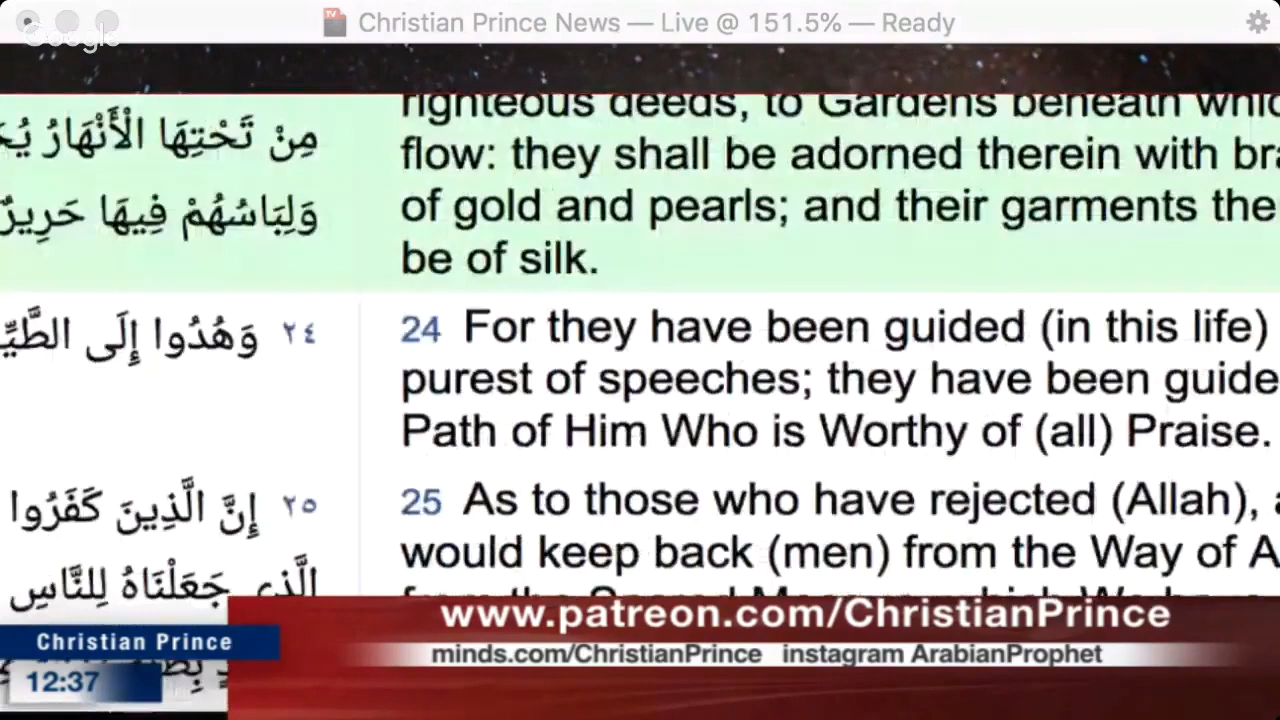 Christian Prince News — Live @ 151.5% — Ready
Google
righteous deeds, to Gardens beneath
مِنْ تَحْتِهَا الْأَنْهَارُ
flow: they shall be adorned therein with
وَلِبَاسُهُمْ فِيهَا حَرِيرٌ
of gold and pearls; and their garments
be of silk.
٢٤ وَهُدُوا إِلَى
24 For they have been guided (in this life)
purest of speeches; they have been
Path of Him Who is Worthy of (all) Praise.
٢٥ إِنَّ الَّذِينَ كَفَرُوا
25 As to those who have rejected (Allah),
would keep back (men) from the Way of
الَّذِي جَعَلْنَاهُ لِلنَّاسِ
www.patreon.com/ChristianPrince
Christian Prince
minds.com/ChristianPrince instagram ArabianProphet
12:37